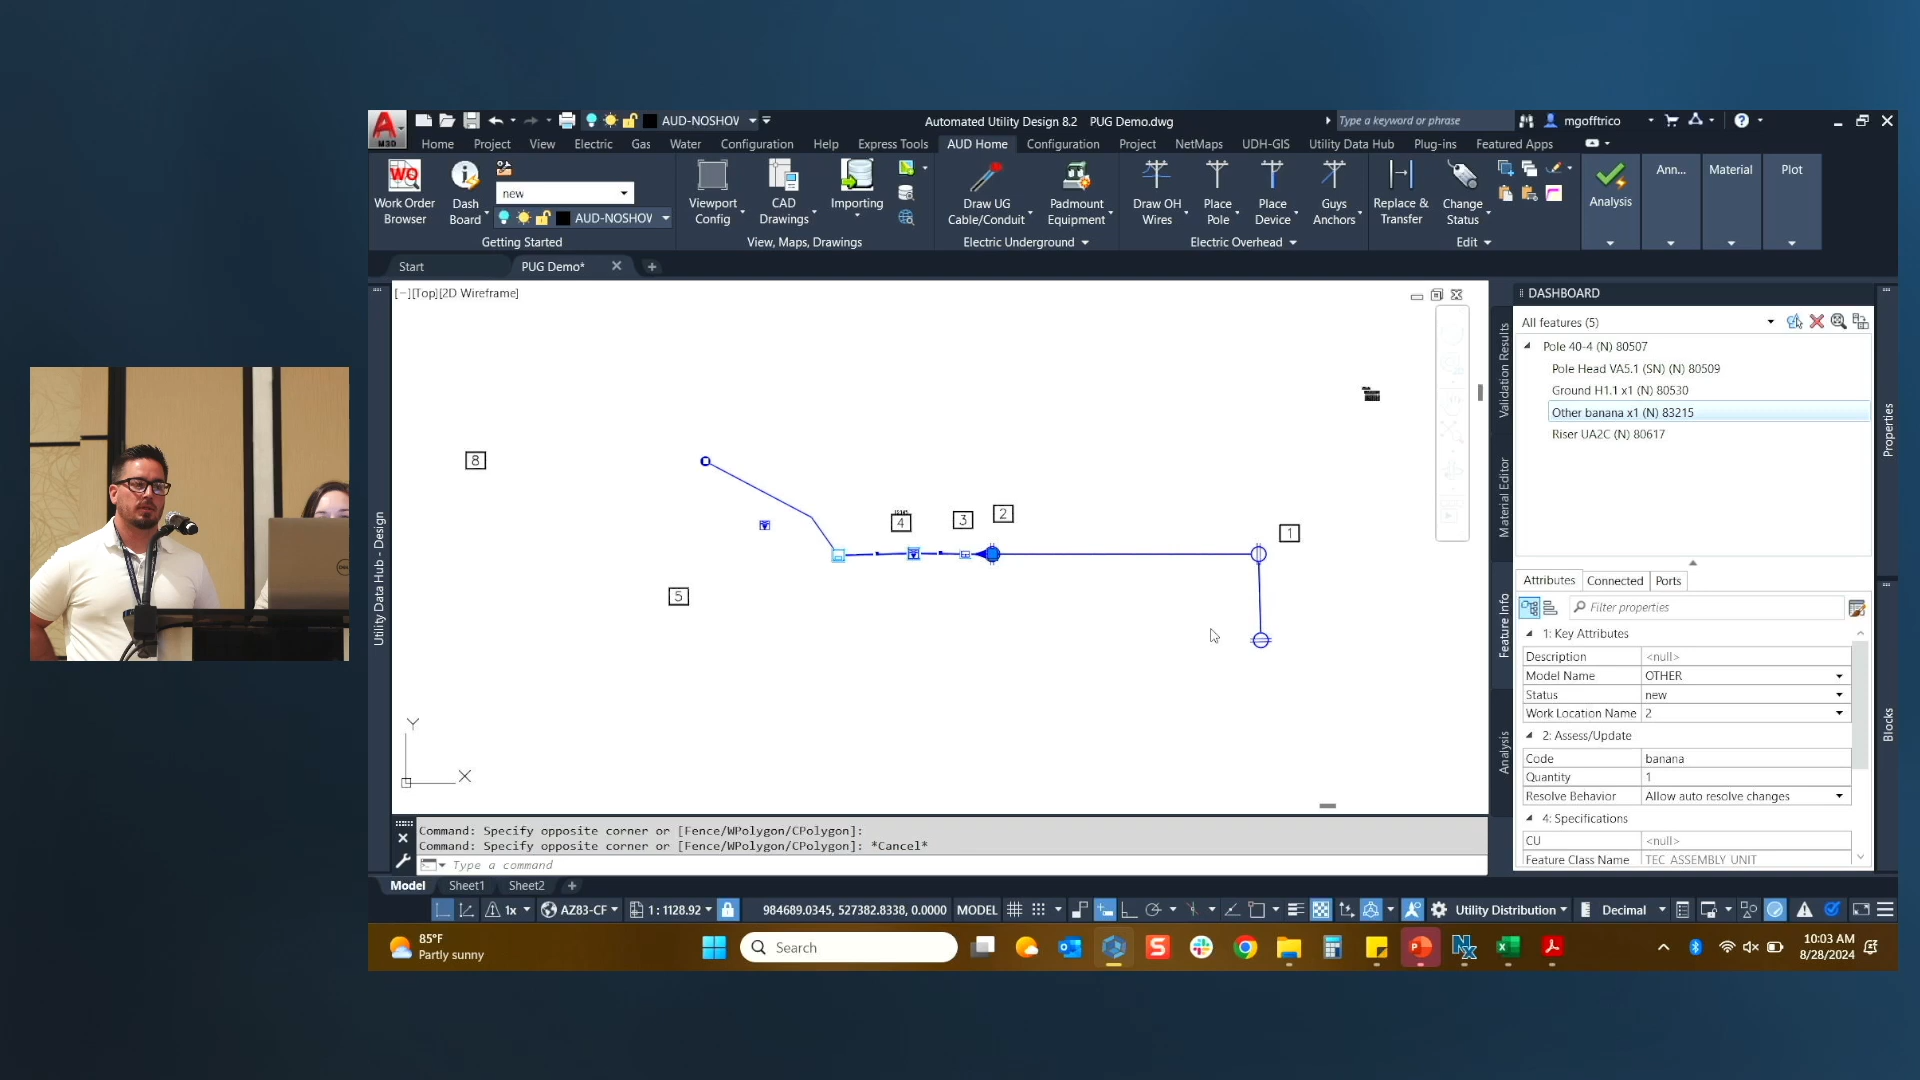 AUD-NOSHOW
Automated Utility Design 8.2 PUG Demo.dwg
Type a keyword or phrase
mgofftrico
M3D
Home Project View Electric Gas Water Configuration Help Express Tools AUD Home Configuration Project NetMaps UDH-GIS Utility Data Hub Plug-ins Featured Apps
WO
Work Order Browser
Dash Board
new
AUD-NOSHOW
Getting Started
Viewport Config
CAD Drawings
Importing
View, Maps, Drawings
Draw UG Cable/Conduit
Padmount Equipment
Electric Underground
Draw OH Wires
Place Pole
Place Device
Guys Anchors
Electric Overhead
Replace & Transfer
Change Status
Edit
Analysis
Ann...
Material
Plot
Start
PUG Demo*
[−][Top][2D Wireframe]
Utility Data Hub - Design
8
4
3
2
1
5
Y
X
Validation Results
Material Editor
Feature Info
Analysis
DASHBOARD
All features (5)
Pole 40-4 (N) 80507
Pole Head VA5.1 (SN) (N) 80509
Ground H1.1 x1 (N) 80530
Other banana x1 (N) 83215
Riser UA2C (N) 80617
Attributes Connected Ports
Filter properties
1: Key Attributes
Description <null>
Model Name OTHER
Status new
Work Location Name 2
2: Assess/Update
Code banana
Quantity 1
Resolve Behavior Allow auto resolve changes
4: Specifications
CU <null>
Feature Class Name TEC ASSEMBLY UNIT
Properties
Blocks
Command: Specify opposite corner or [Fence/WPolygon/CPolygon]:
Command: Specify opposite corner or [Fence/WPolygon/CPolygon]: *Cancel*
Type a command
Model Sheet1 Sheet2
1x
AZ83-CF
1 : 1128.92
984689.0345, 527382.8338, 0.0000
MODEL
Utility Distribution
Decimal
85°F
Partly sunny
Search
10:03 AM
8/28/2024